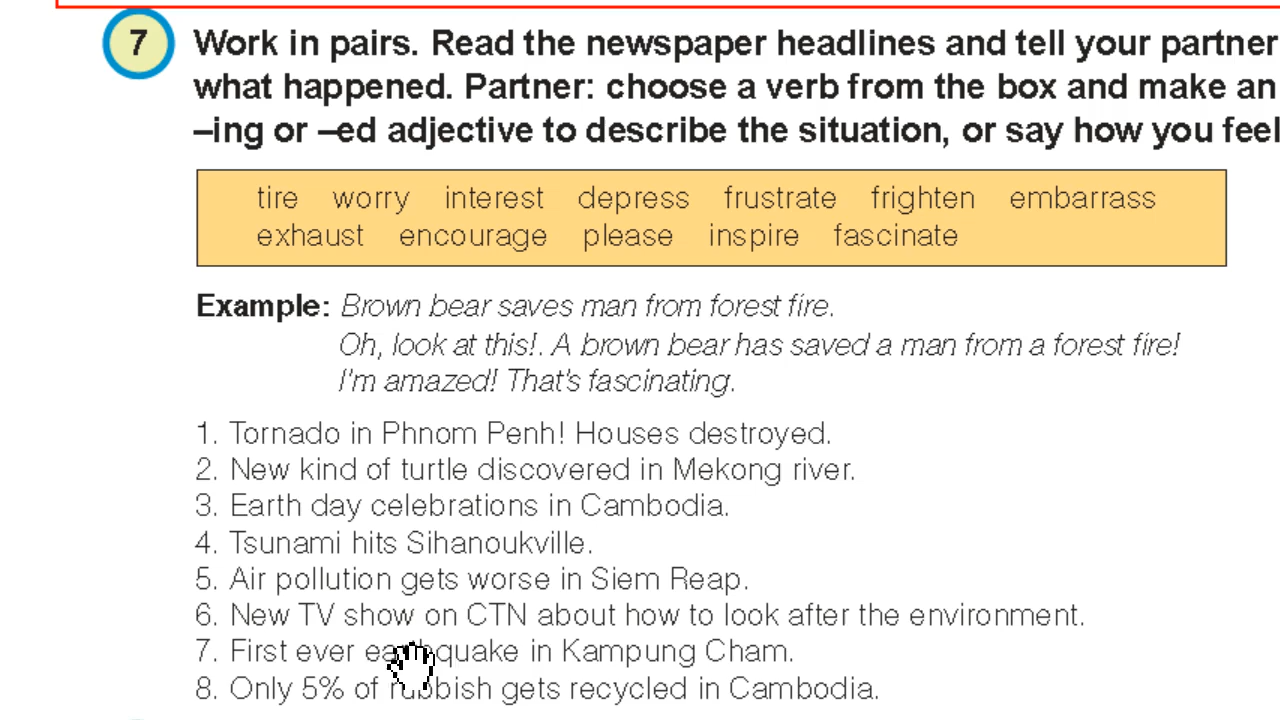 7 Work in pairs. Read the newspaper headlines and tell your partner
what happened. Partner: choose a verb from the box and make an
–ing or –ed adjective to describe the situation, or say how you feel
tire worry interest depress frustrate frighten embarrass
exhaust encourage please inspire fascinate
Example: Brown bear saves man from forest fire.
Oh, look at this!. A brown bear has saved a man from a forest fire!
I'm amazed! That's fascinating.
1. Tornado in Phnom Penh! Houses destroyed.
2. New kind of turtle discovered in Mekong river.
3. Earth day celebrations in Cambodia.
4. Tsunami hits Sihanoukville.
5. Air pollution gets worse in Siem Reap.
6. New TV show on CTN about how to look after the environment.
7. First ever earthquake in Kampung Cham.
8. Only 5% of rubbish gets recycled in Cambodia.